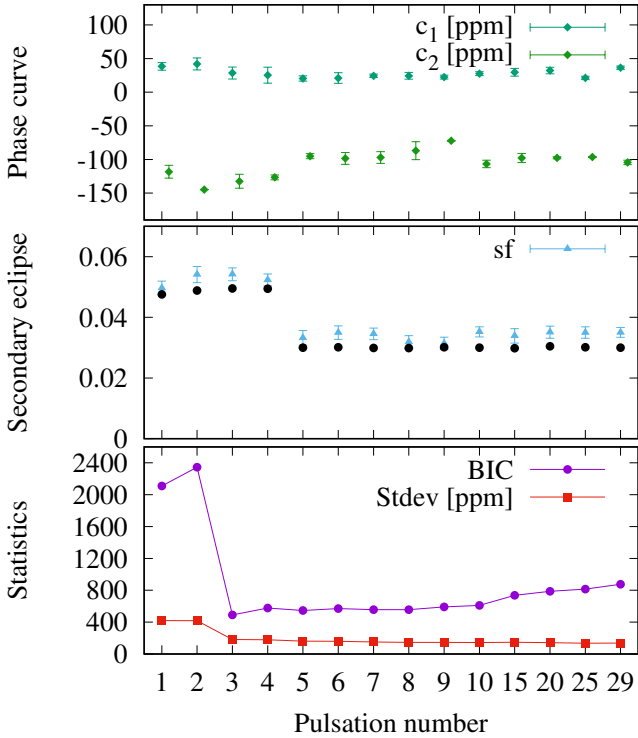 Phase curve
100
50
0
-50
-100
-150
c1 [ppm]
c2 [ppm]
Secondary eclipse
0.06
0.04
0.02
0
sf
Statistics
2400
2000
1600
1200
800
400
0
BIC
Stdev [ppm]
1 2 3 4 5 6 7 8 9 10 15 20 25 29
Pulsation number